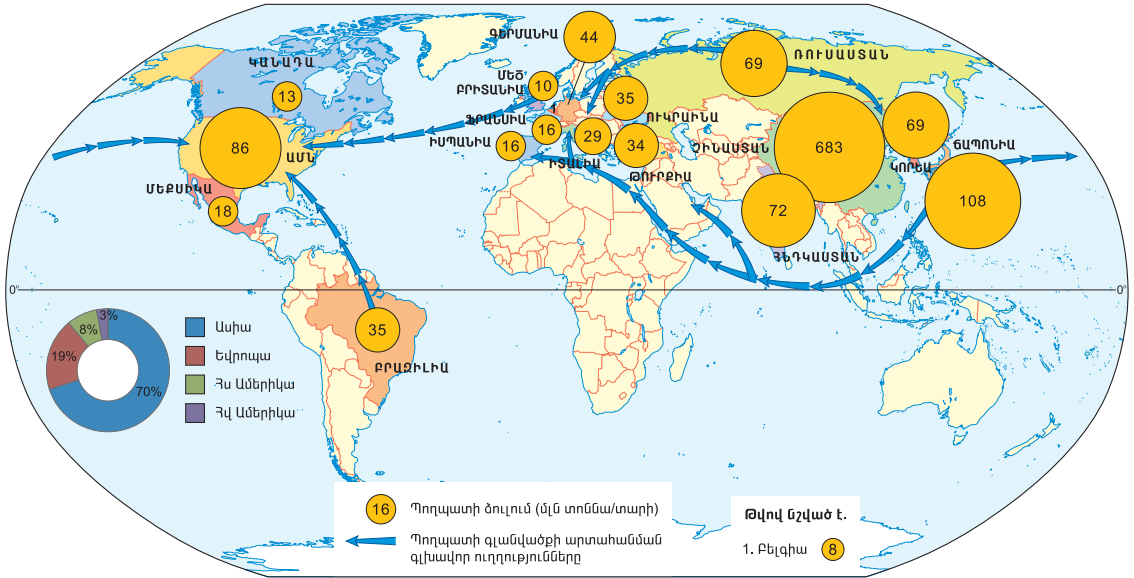 ԳԵՐՄԱՆԻԱ
44
ՌՈՒՍԱՍՏԱՆ
69
ԿԱՆԱԴԱ
13
ՄԵԾ
ԲՐԻՏԱՆԻԱ
10
35
ՈՒԿՐԱԻՆԱ
1
ՖՐԱՆՍԻԱ
16
ԻՍՊԱՆԻԱ
16
29
ԻՏԱԼԻԱ
34
ԹՈՒՐՔԻԱ
ՉԻՆԱՍՏԱՆ
683
69
ԿՈՐԵԱ
ՃԱՊՈՆԻԱ
108
86
ԱՄՆ
ՄԵՔՍԻԿԱ
18
72
ՀՆԴԿԱՍՏԱՆ
0°
0°
35
ԲՐԱԶԻԼԻԱ
3%
8%
19%
70%
Ասիա
Եվրոպա
Հս Ամերիկա
Հվ Ամերիկա
16 Պողպատի ձուլում (մլն տոննա/տարի)
Պողպատի գլանվածքի արտահանման
գլխավոր ուղղությունները
Թվով նշված է.
1. Բելգիա 8